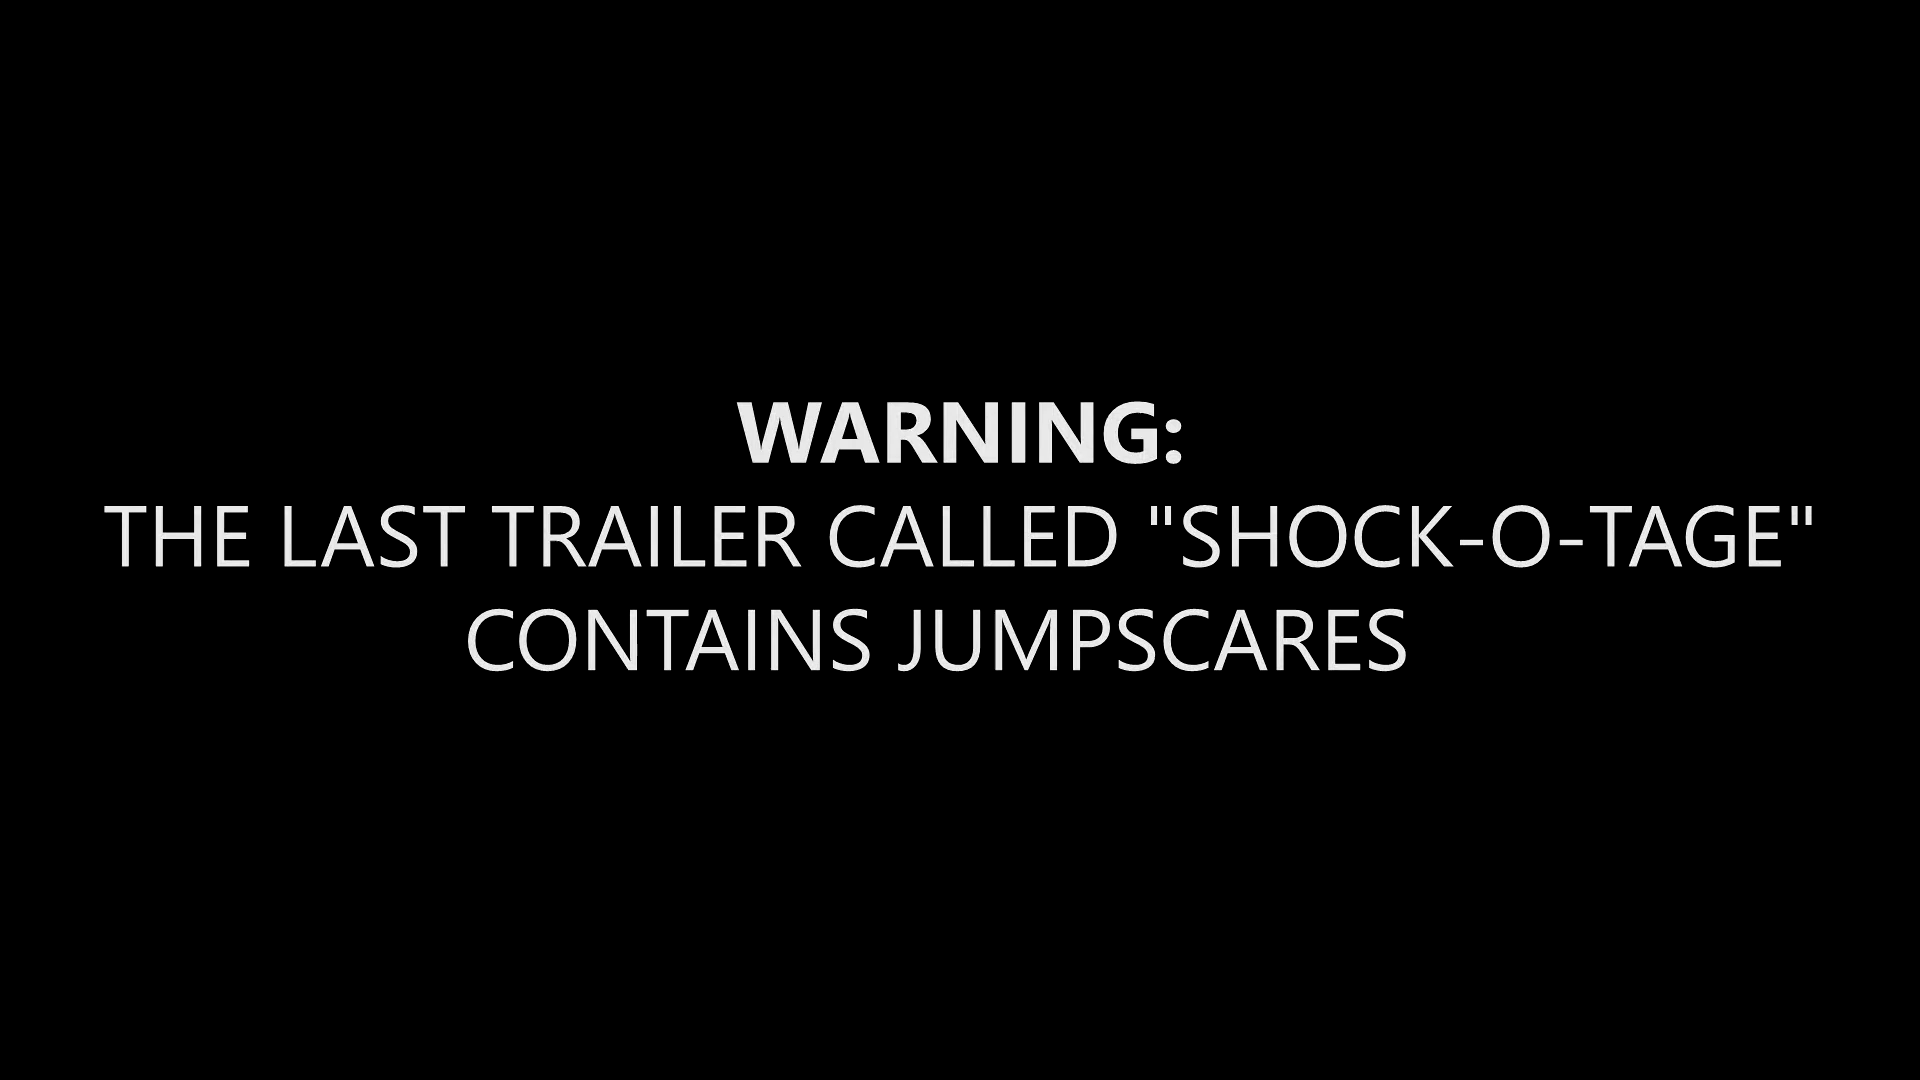 WARNING:
THE LAST TRAILER CALLED "SHOCK-O-TAGE"
CONTAINS JUMPSCARES